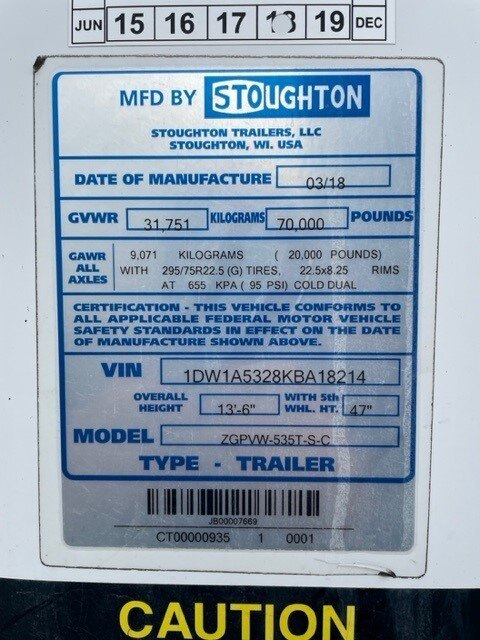 JUN 15 16 17 18 19 DEC
MFD BY STOUGHTON
STOUGHTON TRAILERS, LLC
STOUGHTON, WI. USA
DATE OF MANUFACTURE 03/18
GVWR 31,751 KILOGRAMS 70,000 POUNDS
GAWR ALL AXLES
9,071 KILOGRAMS ( 20,000 POUNDS)
WITH 295/75R22.5 (G) TIRES, 22.5x8.25 RIMS
AT 655 KPA ( 95 PSI) COLD DUAL
CERTIFICATION - THIS VEHICLE CONFORMS TO
ALL APPLICABLE FEDERAL MOTOR VEHICLE
SAFETY STANDARDS IN EFFECT ON THE DATE
OF MANUFACTURE SHOWN ABOVE.
VIN 1DW1A5328KBA18214
OVERALL HEIGHT 13'-6" WITH 5th WHL. HT. 47"
MODEL ZGPVW-535T-S-C
TYPE - TRAILER
JB00007669
CT00000935 1 0001
CAUTION